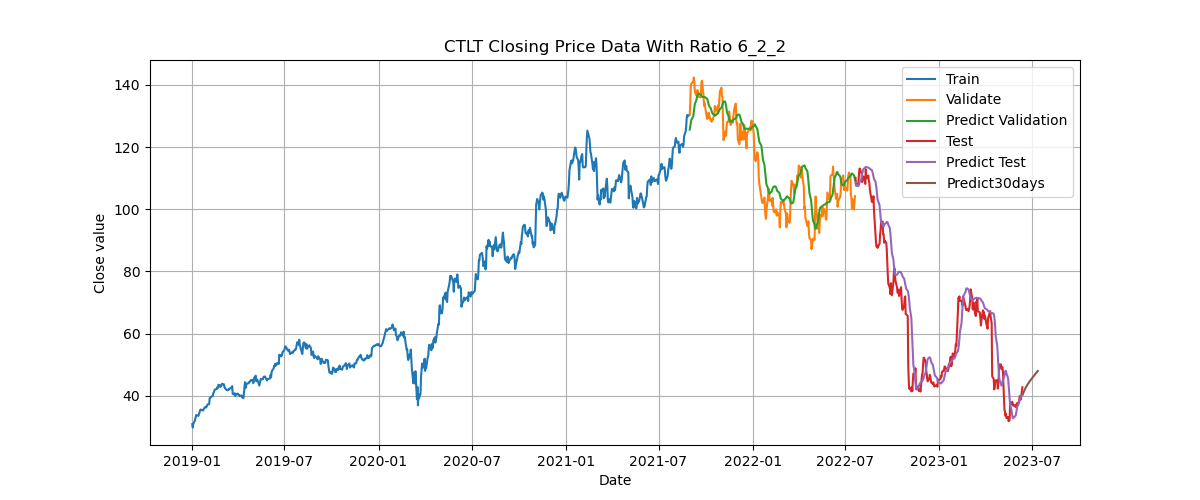 CTLT Closing Price Data With Ratio 6_2_2
Train
Validate
Predict Validation
Test
Predict Test
Predict30days
Close value
140
120
100
80
60
40
2019-01
2019-07
2020-01
2020-07
2021-01
2021-07
2022-01
2022-07
2023-01
2023-07
Date